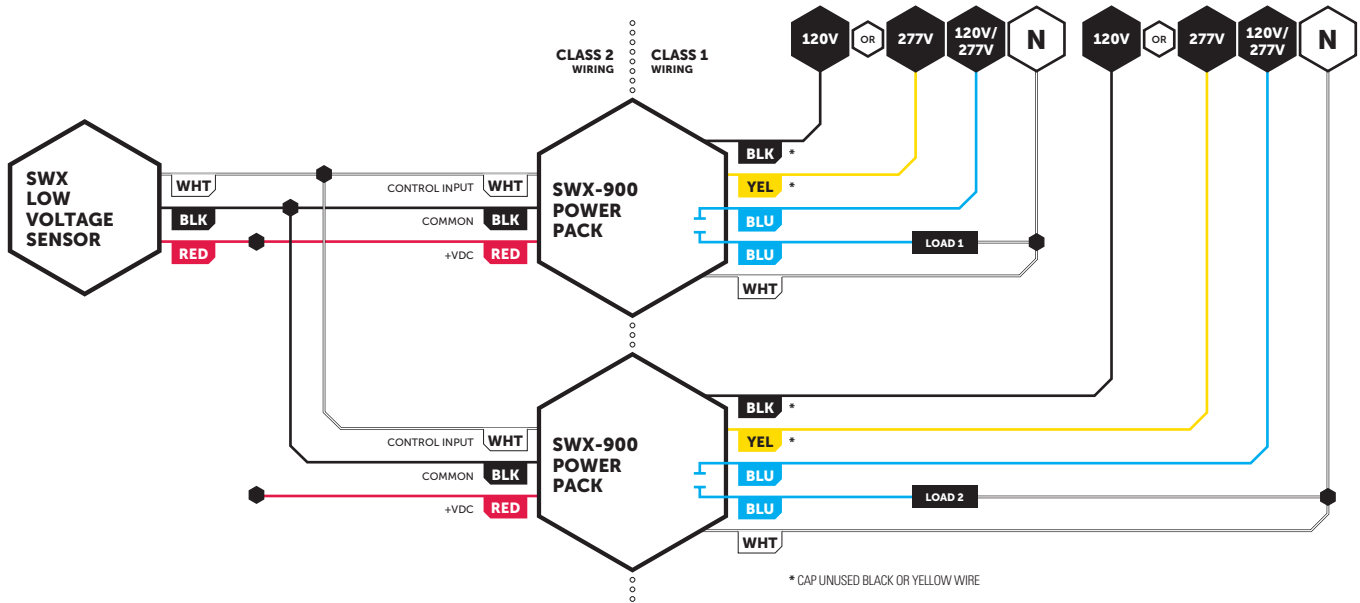 120V
OR
277V
120V/
277V
N
120V
OR
277V
120V/
277V
N
CLASS 2
WIRING
CLASS 1
WIRING
SWX
LOW
VOLTAGE
SENSOR
WHT
BLK
RED
CONTROL INPUT
WHT
COMMON
BLK
+VDC
RED
SWX-900
POWER
PACK
BLK *
YEL *
BLU
BLU
LOAD 1
WHT
CONTROL INPUT
WHT
COMMON
BLK
+VDC
RED
SWX-900
POWER
PACK
BLK *
YEL *
BLU
BLU
LOAD 2
WHT
* CAP UNUSED BLACK OR YELLOW WIRE